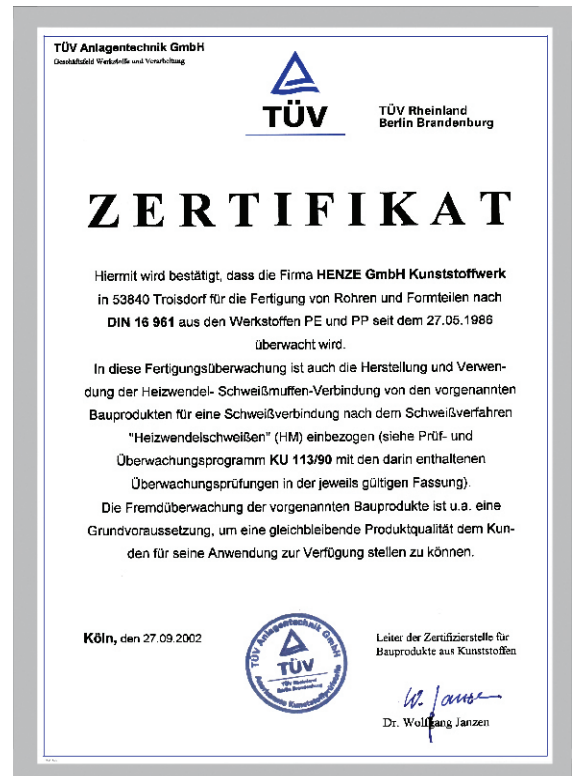 TÜV Anlagentechnik GmbH
Geschäftsfeld Werkstoffe und Verarbeitung
TÜV
TÜV Rheinland
Berlin Brandenburg
ZERTIFIKAT
Hiermit wird bestätigt, dass die Firma HENZE GmbH Kunststoffwerk
in 53840 Troisdorf für die Fertigung von Rohren und Formteilen nach
DIN 16 961 aus den Werkstoffen PE und PP seit dem 27.05.1986
überwacht wird.
In diese Fertigungsüberwachung ist auch die Herstellung und Verwen-
dung der Heizwendel- Schweißmuffen-Verbindung von den vorgenannten
Bauprodukten für eine Schweißverbindung nach dem Schweißverfahren
"Heizwendelschweißen" (HM) einbezogen (siehe Prüf- und
Überwachungsprogramm KU 113/90 mit den darin enthaltenen
Überwachungsprüfungen in der jeweils gültigen Fassung).
Die Fremdüberwachung der vorgenannten Bauprodukte ist u.a. eine
Grundvoraussetzung, um eine gleichbleibende Produktqualität dem Kun-
den für seine Anwendung zur Verfügung stellen zu können.
Köln, den 27.09.2002
TÜV Anlagentechnik GmbH
TÜV
TÜV Rheinland
Berlin Brandenburg
Leiter der Zertifizierstelle für
Bauprodukte aus Kunststoffen
W. Janzen
Dr. Wolfgang Janzen